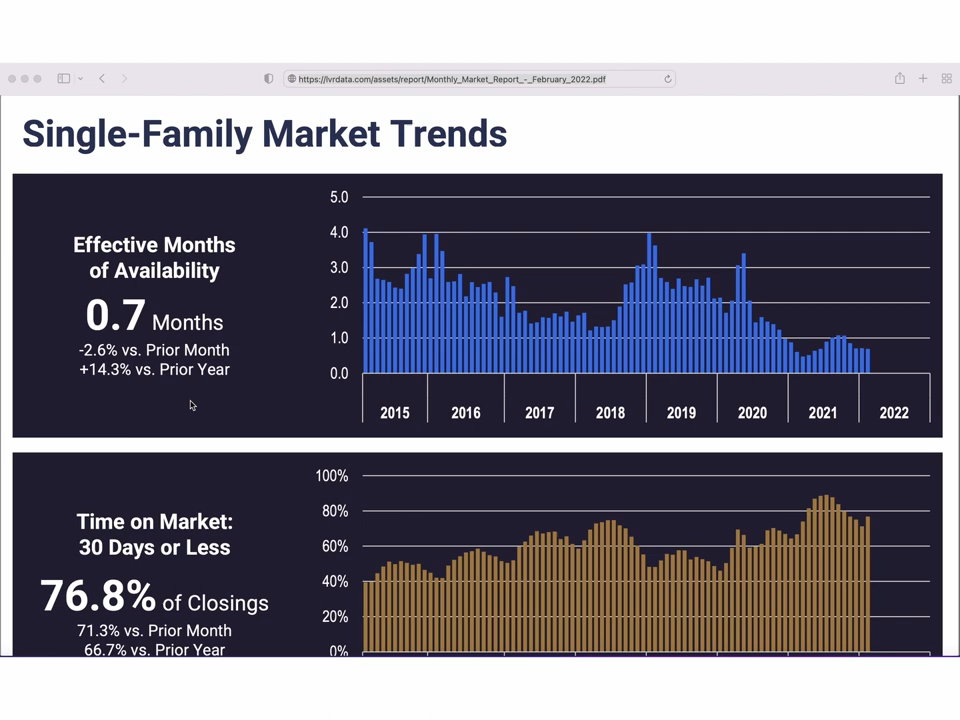 https://lvrdata.com/assets/report/Monthly_Market_Report_-_February_2022.pdf
Single-Family Market Trends
Effective Months
of Availability
0.7 Months
-2.6% vs. Prior Month
+14.3% vs. Prior Year
5.0
4.0
3.0
2.0
1.0
0.0
2015 2016 2017 2018 2019 2020 2021 2022
Time on Market:
30 Days or Less
76.8% of Closings
71.3% vs. Prior Month
66.7% vs. Prior Year
100%
80%
60%
40%
20%
0%